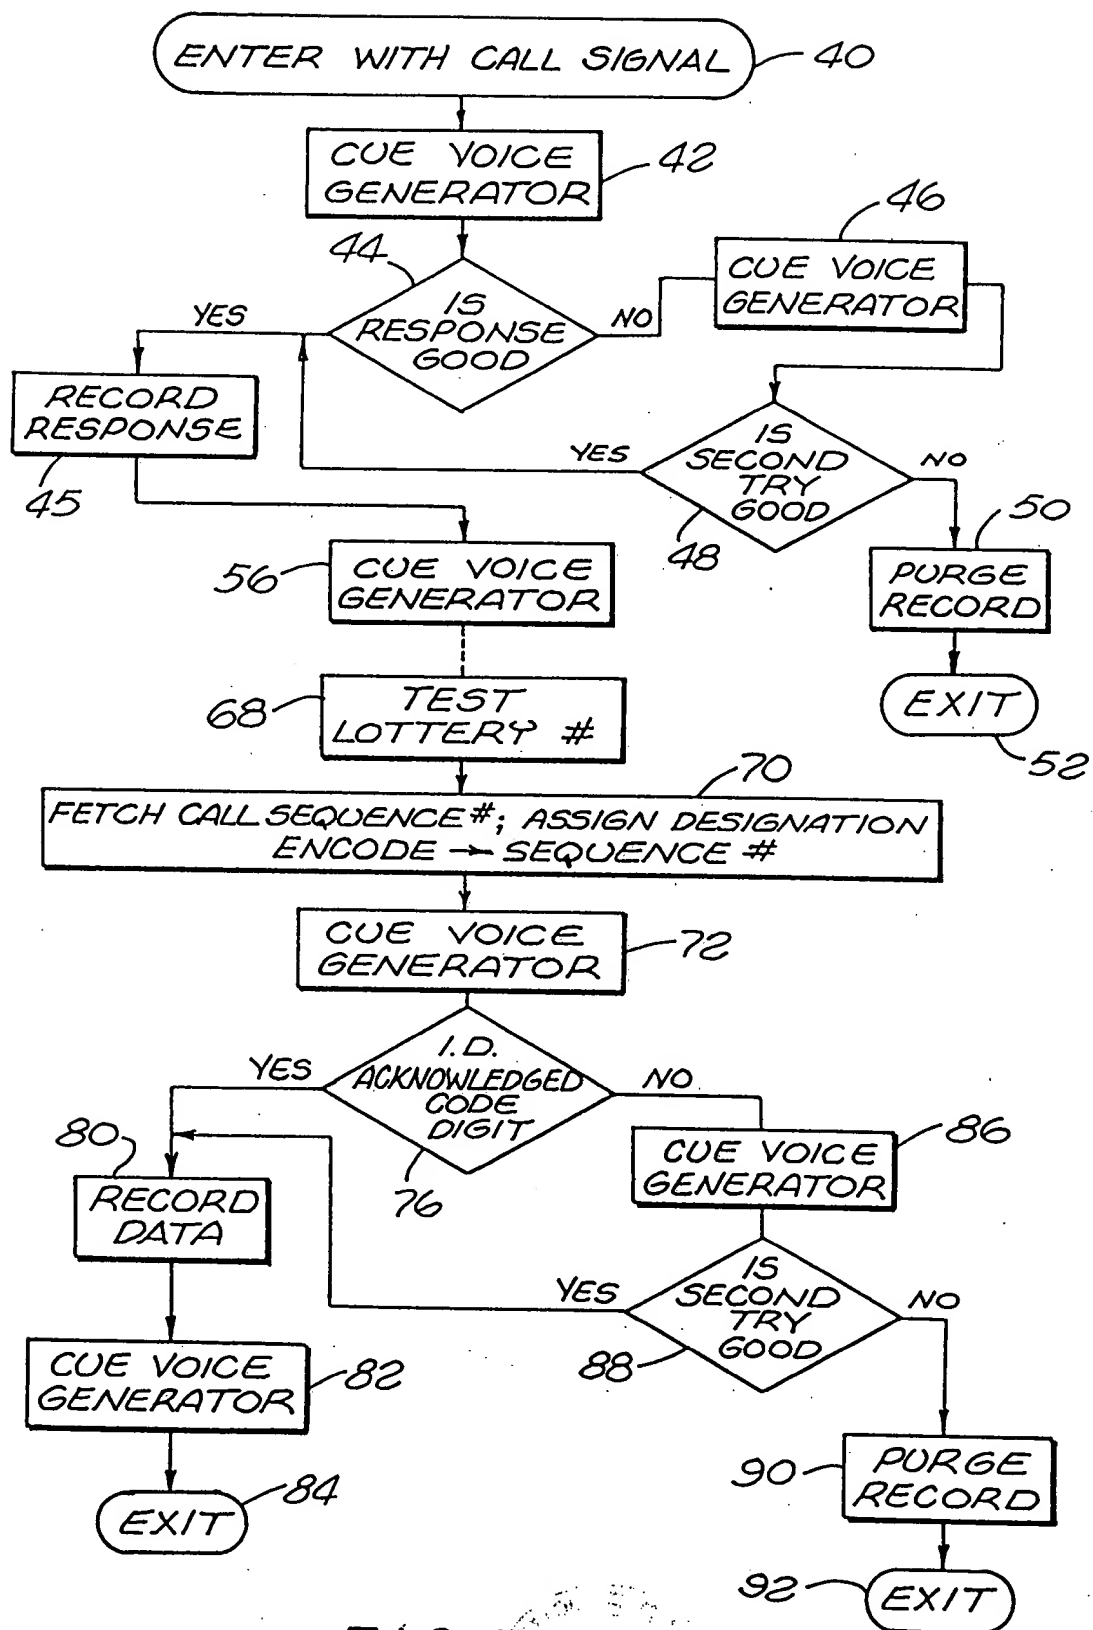 ENTER WITH CALL SIGNAL
40
CUE VOICE
GENERATOR
42
46
44
IS
RESPONSE
GOOD
YES
NO
CUE VOICE
GENERATOR
RECORD
RESPONSE
45
IS
SECOND
TRY
GOOD
YES
NO
48
50
PURGE
RECORD
EXIT
52
56
CUE VOICE
GENERATOR
68
TEST
LOTTERY #
70
FETCH CALL SEQUENCE #; ASSIGN DESIGNATION
ENCODE → SEQUENCE #
CUE VOICE
GENERATOR
72
I.D.
ACKNOWLEDGED
CODE
DIGIT
YES
NO
76
80
RECORD
DATA
86
CUE VOICE
GENERATOR
IS
SECOND
TRY
GOOD
YES
NO
88
CUE VOICE
GENERATOR
82
EXIT
84
90
PURGE
RECORD
92
EXIT